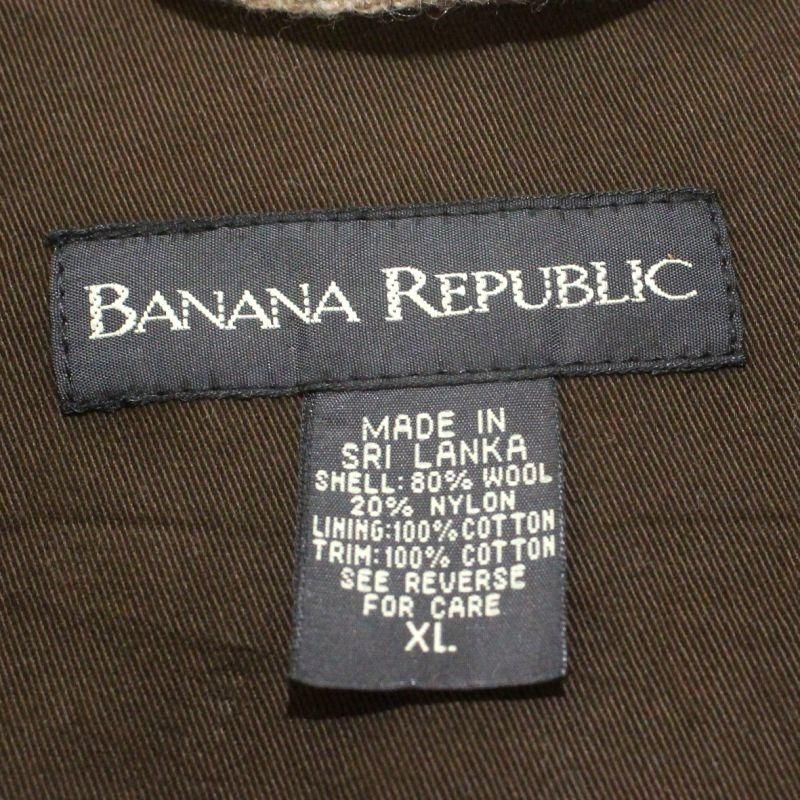 BANANA REPUBLIC
MADE IN
SRI LANKA
SHELL: 80% WOOL
20% NYLON
LINING:100% COTTON
TRIM:100% COTTON
SEE REVERSE
FOR CARE
XL.